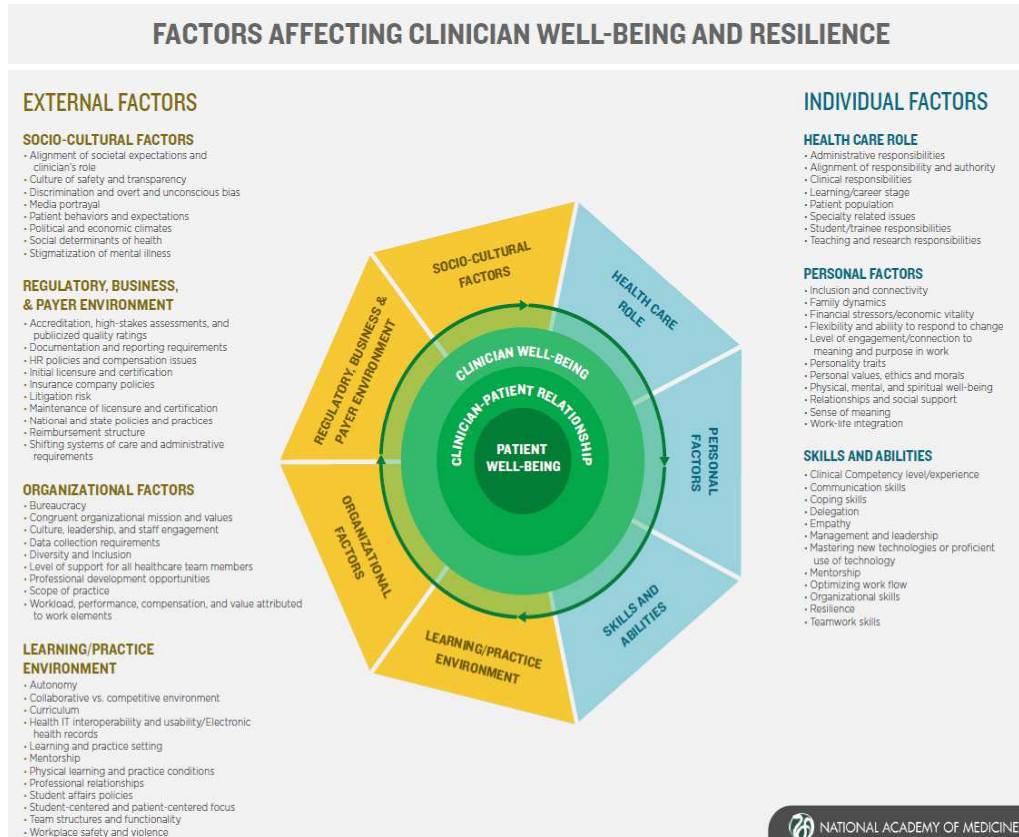 FACTORS AFFECTING CLINICIAN WELL-BEING AND RESILIENCE
EXTERNAL FACTORS
SOCIO-CULTURAL FACTORS
• Alignment of societal expectations and
clinician's role
• Culture of safety and transparency
• Discrimination and overt and unconscious bias
• Media portrayal
• Patient behaviors and expectations
• Political and economic climates
• Social determinants of health
• Stigmatization of mental illness
REGULATORY, BUSINESS,
& PAYER ENVIRONMENT
• Accreditation, high-stakes assessments, and
publicized quality ratings
• Documentation and reporting requirements
• HR policies and compensation issues
• Initial licensure and certification
• Insurance company policies
• Litigation risk
• Maintenance of licensure and certification
• National and state policies and practices
• Reimbursement structure
• Shifting systems of care and administrative
requirements
ORGANIZATIONAL FACTORS
• Bureaucracy
• Congruent organizational mission and values
• Culture, leadership, and staff engagement
• Data collection requirements
• Diversity and Inclusion
• Level of support for all healthcare team members
• Professional development opportunities
• Scope of practice
• Workload, performance, compensation, and value attributed
to work elements
LEARNING/PRACTICE
ENVIRONMENT
• Autonomy
• Collaborative vs. competitive environment
• Curriculum
• Health IT interoperability and usability/Electronic
health records
• Learning and practice setting
• Mentorship
• Physical learning and practice conditions
• Professional relationships
• Student affairs policies
• Student-centered and patient-centered focus
• Team structures and functionality
• Workplace safety and violence
SOCIO-CULTURAL
FACTORS
HEALTH CARE
ROLE
REGULATORY, BUSINESS &
PAYER ENVIRONMENT
PERSONAL
FACTORS
ORGANIZATIONAL
FACTORS
SKILLS AND
ABILITIES
LEARNING/PRACTICE
ENVIRONMENT
CLINICIAN WELL-BEING
CLINICIAN-PATIENT RELATIONSHIP
PATIENT
WELL-BEING
INDIVIDUAL FACTORS
HEALTH CARE ROLE
• Administrative responsibilities
• Alignment of responsibility and authority
• Clinical responsibilities
• Learning/career stage
• Patient population
• Specialty related issues
• Student/trainee responsibilities
• Teaching and research responsibilities
PERSONAL FACTORS
• Inclusion and connectivity
• Family dynamics
• Financial stressors/economic vitality
• Flexibility and ability to respond to change
• Level of engagement/connection to
meaning and purpose in work
• Personality traits
• Personal values, ethics and morals
• Physical, mental, and spiritual well-being
• Relationships and social support
• Sense of meaning
• Work-life integration
SKILLS AND ABILITIES
• Clinical Competency level/experience
• Communication skills
• Coping skills
• Delegation
• Empathy
• Management and leadership
• Mastering new technologies or proficient
use of technology
• Mentorship
• Optimizing work flow
• Organizational skills
• Resilience
• Teamwork skills
NATIONAL ACADEMY OF MEDICINE